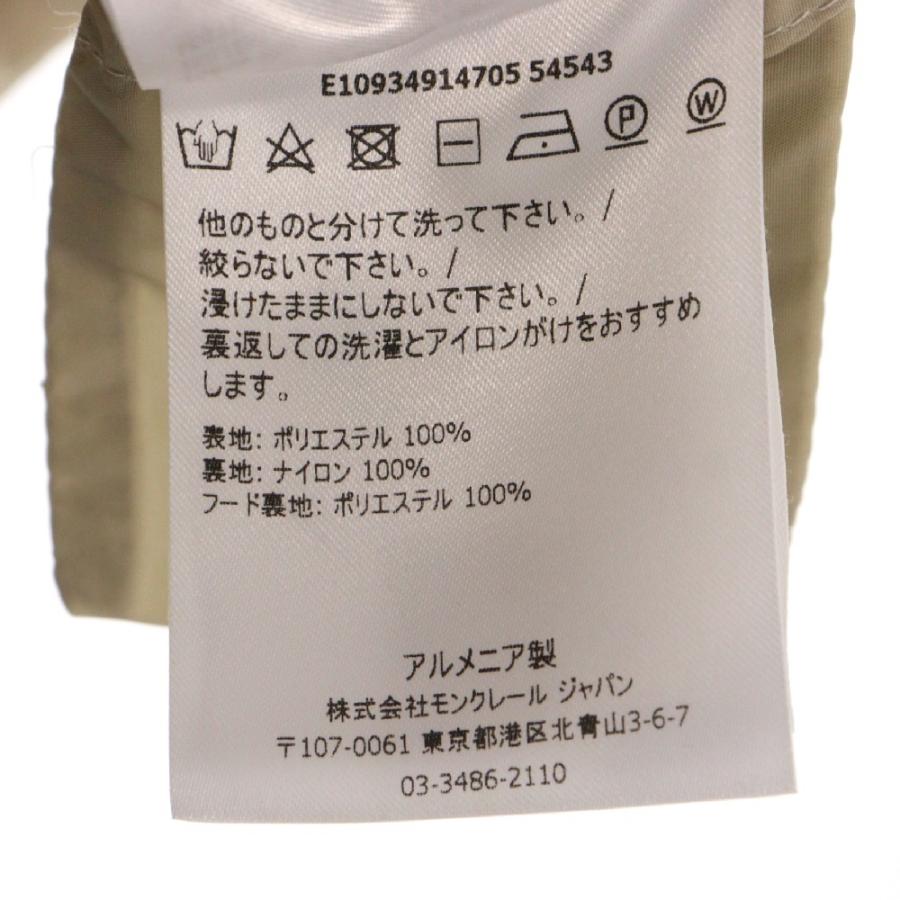 E10934914705 54543
P
W
他のものと分けて洗って下さい。/
絞らないで下さい。/
浸けたままにしないで下さい。/
裏返しての洗濯とアイロンがけをおすすめ
します。
表地: ポリエステル 100%
裏地: ナイロン 100%
フード裏地: ポリエステル 100%
アルメニア製
株式会社モンクレール ジャパン
〒107-0061 東京都港区北青山3-6-7
03-3486-2110